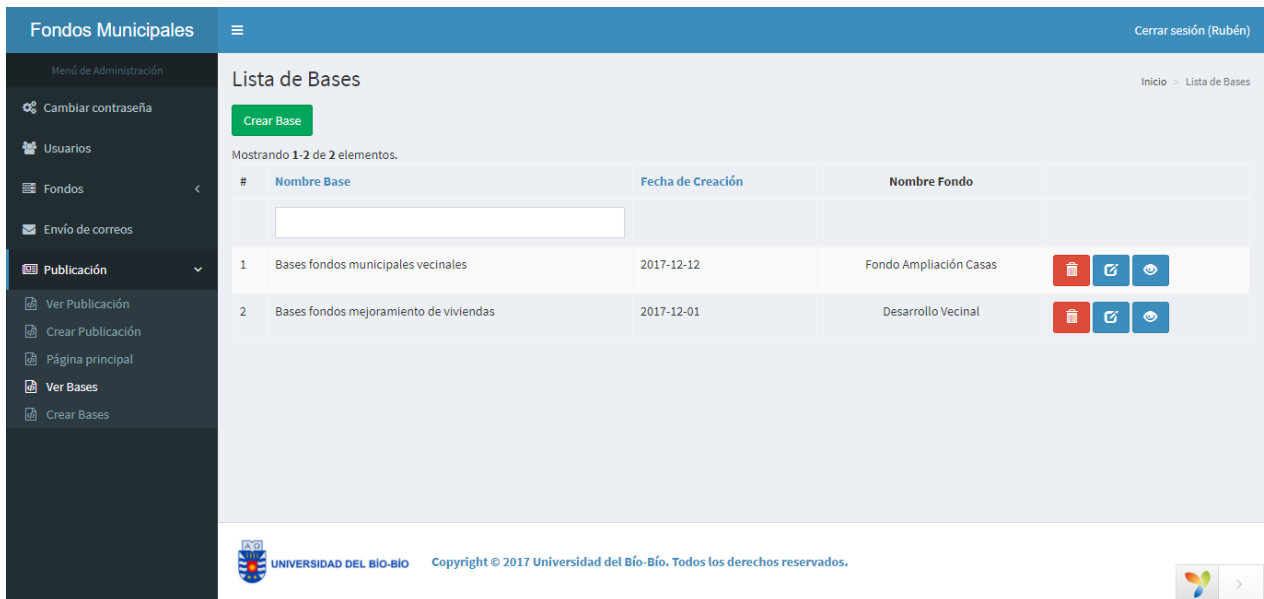 Fondos Municipales
Cerrar sesión (Rubén)
Menú de Administración
Cambiar contraseña
Usuarios
Fondos
Envío de correos
Publicación
Ver Publicación
Crear Publicación
Página principal
Ver Bases
Crear Bases
Lista de Bases
Inicio > Lista de Bases
Crear Base
Mostrando 1-2 de 2 elementos.
# Nombre Base Fecha de Creación Nombre Fondo
1 Bases fondos municipales vecinales 2017-12-12 Fondo Ampliación Casas
2 Bases fondos mejoramiento de viviendas 2017-12-01 Desarrollo Vecinal
UNIVERSIDAD DEL BÍO-BÍO Copyright © 2017 Universidad del Bío-Bío. Todos los derechos reservados.